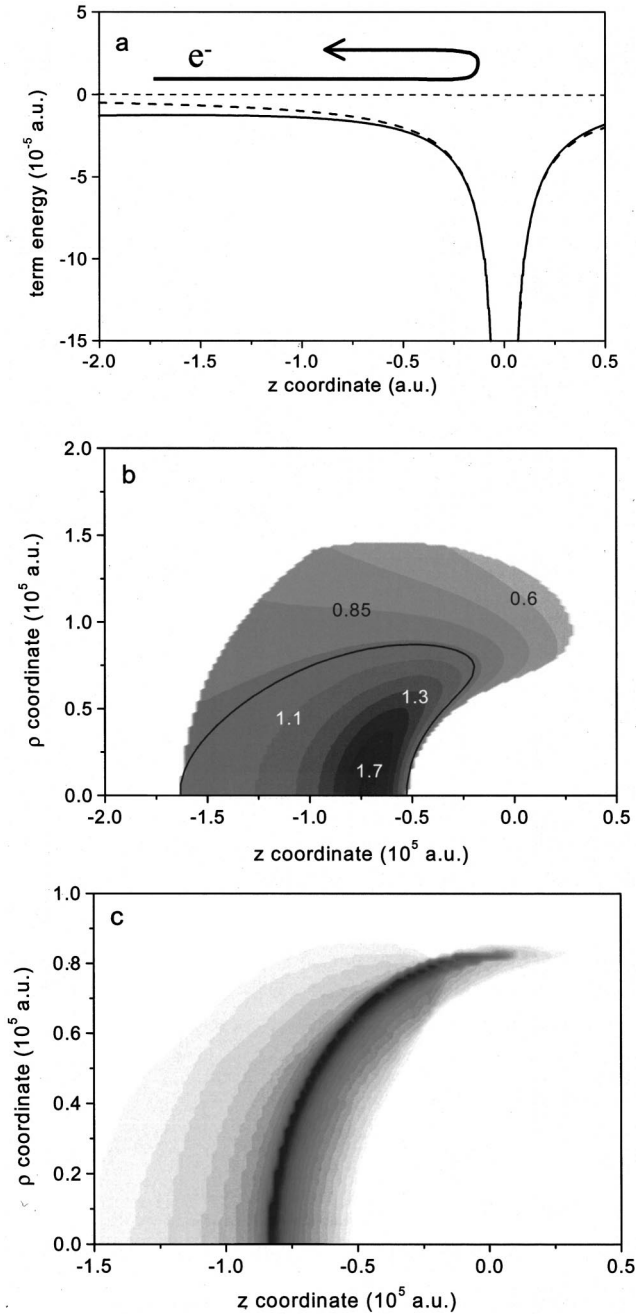 a
e-
5
0
-5
-10
-15
term energy (10-5 a.u.)
-2.0 -1.5 -1.0 -0.5 0.0 0.5
z coordinate (a.u.)
b
2.0
1.5
1.0
0.5
0.0
ρ coordinate (10⁵ a.u.)
0.6
0.85
1.3
1.1
1.7
-2.0 -1.5 -1.0 -0.5 0.0 0.5
z coordinate (10⁵ a.u.)
c
1.0
0.8
0.6
0.4
0.2
0.0
ρ coordinate (10⁵ a.u.)
-1.5 -1.0 -0.5 0.0 0.5
z coordinate (10⁵ a.u.)